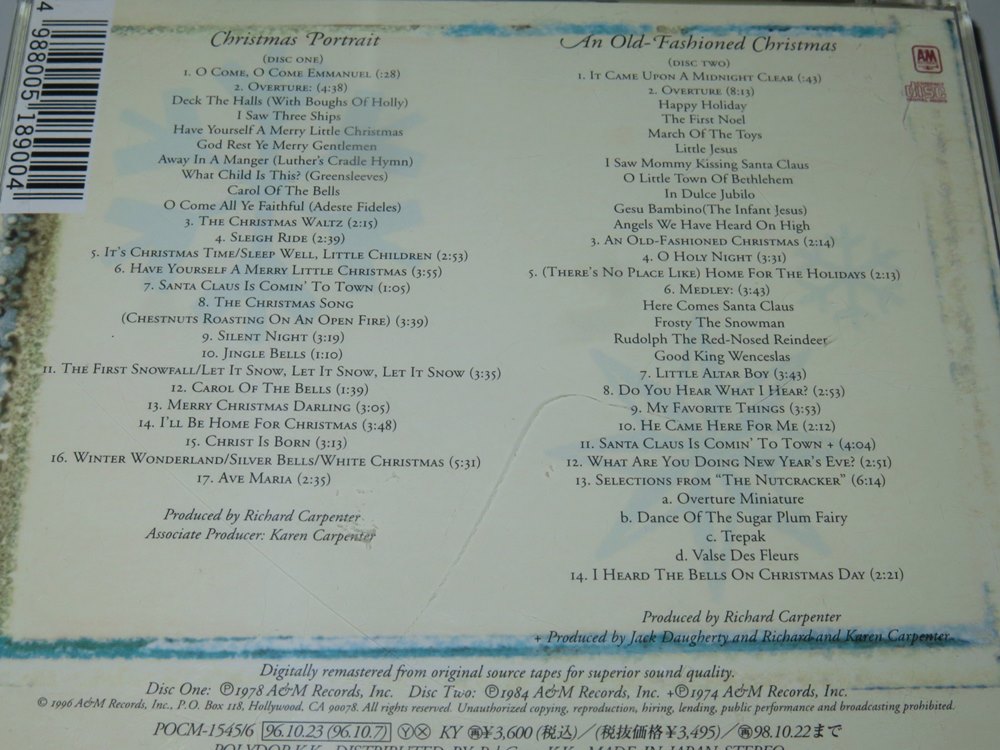 4 988005 189004
Christmas Portrait
(DISC ONE)
1. O COME, O COME EMMANUEL (:28)
2. OVERTURE: (4:38)
Deck The Halls (With Boughs Of Holly)
I Saw Three Ships
Have Yourself A Merry Little Christmas
God Rest Ye Merry Gentlemen
Away In A Manger (Luther's Cradle Hymn)
What Child Is This? (Greensleeves)
Carol Of The Bells
O Come All Ye Faithful (Adeste Fideles)
3. THE CHRISTMAS WALTZ (2:15)
4. SLEIGH RIDE (2:39)
5. IT'S CHRISTMAS TIME/SLEEP WELL, LITTLE CHILDREN (2:53)
6. HAVE YOURSELF A MERRY LITTLE CHRISTMAS (3:55)
7. SANTA CLAUS IS COMIN' TO TOWN (1:05)
8. THE CHRISTMAS SONG
(CHESTNUTS ROASTING ON AN OPEN FIRE) (3:39)
9. SILENT NIGHT (3:19)
10. JINGLE BELLS (1:10)
11. THE FIRST SNOWFALL/LET IT SNOW, LET IT SNOW, LET IT SNOW (3:35)
12. CAROL OF THE BELLS (1:39)
13. MERRY CHRISTMAS DARLING (3:05)
14. I'LL BE HOME FOR CHRISTMAS (3:48)
15. CHRIST IS BORN (3:13)
16. WINTER WONDERLAND/SILVER BELLS/WHITE CHRISTMAS (5:31)
17. AVE MARIA (2:35)
Produced by Richard Carpenter
Associate Producer: Karen Carpenter
An Old-Fashioned Christmas
(DISC TWO)
1. IT CAME UPON A MIDNIGHT CLEAR (:43)
2. OVERTURE (8:13)
Happy Holiday
The First Noel
March Of The Toys
Little Jesus
I Saw Mommy Kissing Santa Claus
O Little Town Of Bethlehem
In Dulce Jubilo
Gesu Bambino(The Infant Jesus)
Angels We Have Heard On High
3. AN OLD-FASHIONED CHRISTMAS (2:14)
4. O HOLY NIGHT (3:31)
5. (THERE'S NO PLACE LIKE) HOME FOR THE HOLIDAYS (2:13)
6. MEDLEY: (3:43)
Here Comes Santa Claus
Frosty The Snowman
Rudolph The Red-Nosed Reindeer
Good King Wenceslas
7. LITTLE ALTAR BOY (3:43)
8. DO YOU HEAR WHAT I HEAR? (2:53)
9. MY FAVORITE THINGS (3:53)
10. HE CAME HERE FOR ME (2:12)
11. SANTA CLAUS IS COMIN' TO TOWN + (4:04)
12. WHAT ARE YOU DOING NEW YEAR'S EVE? (2:51)
13. SELECTIONS FROM "THE NUTCRACKER" (6:14)
a. Overture Miniature
b. Dance Of The Sugar Plum Fairy
c. Trepak
d. Valse Des Fleurs
14. I HEARD THE BELLS ON CHRISTMAS DAY (2:21)
Produced by Richard Carpenter
+ Produced by Jack Daugherty and Richard and Karen Carpenter
AM
COMPACT
disc
DIGITAL AUDIO
Digitally remastered from original source tapes for superior sound quality.
Disc One: ℗1978 A&M Records, Inc. Disc Two: ℗1984 A&M Records, Inc. +℗1974 A&M Records, Inc.
© 1996 A&M Records, Inc., P.O. Box 118, Hollywood, CA 90078. All rights reserved. Unauthorized copying, reproduction, hiring, lending, public performance and broadcasting prohibited.
POCM-1545/6 96.10.23 (96.10.7) Ⓨ Ⓧ KY ㊢¥3,600 (税込)／(税抜価格¥3,495)／㊢98.10.22まで
POLYDOR K.K. DISTRIBUTED BY K.K. MADE IN JAPAN STEREO